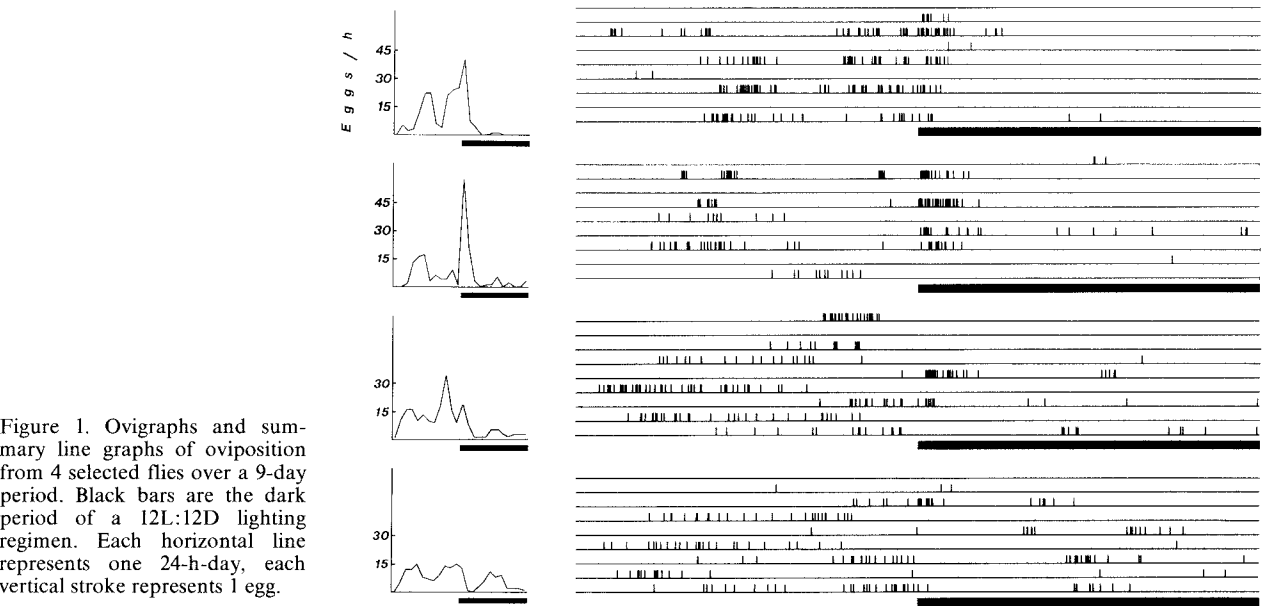 Eggs / h
45
30
15
45
30
15
30
15
30
15
Figure 1. Ovigraphs and sum-
mary line graphs of oviposition
from 4 selected flies over a 9-day
period. Black bars are the dark
period of a 12L:12D lighting
regimen. Each horizontal line
represents one 24-h-day, each
vertical stroke represents 1 egg.